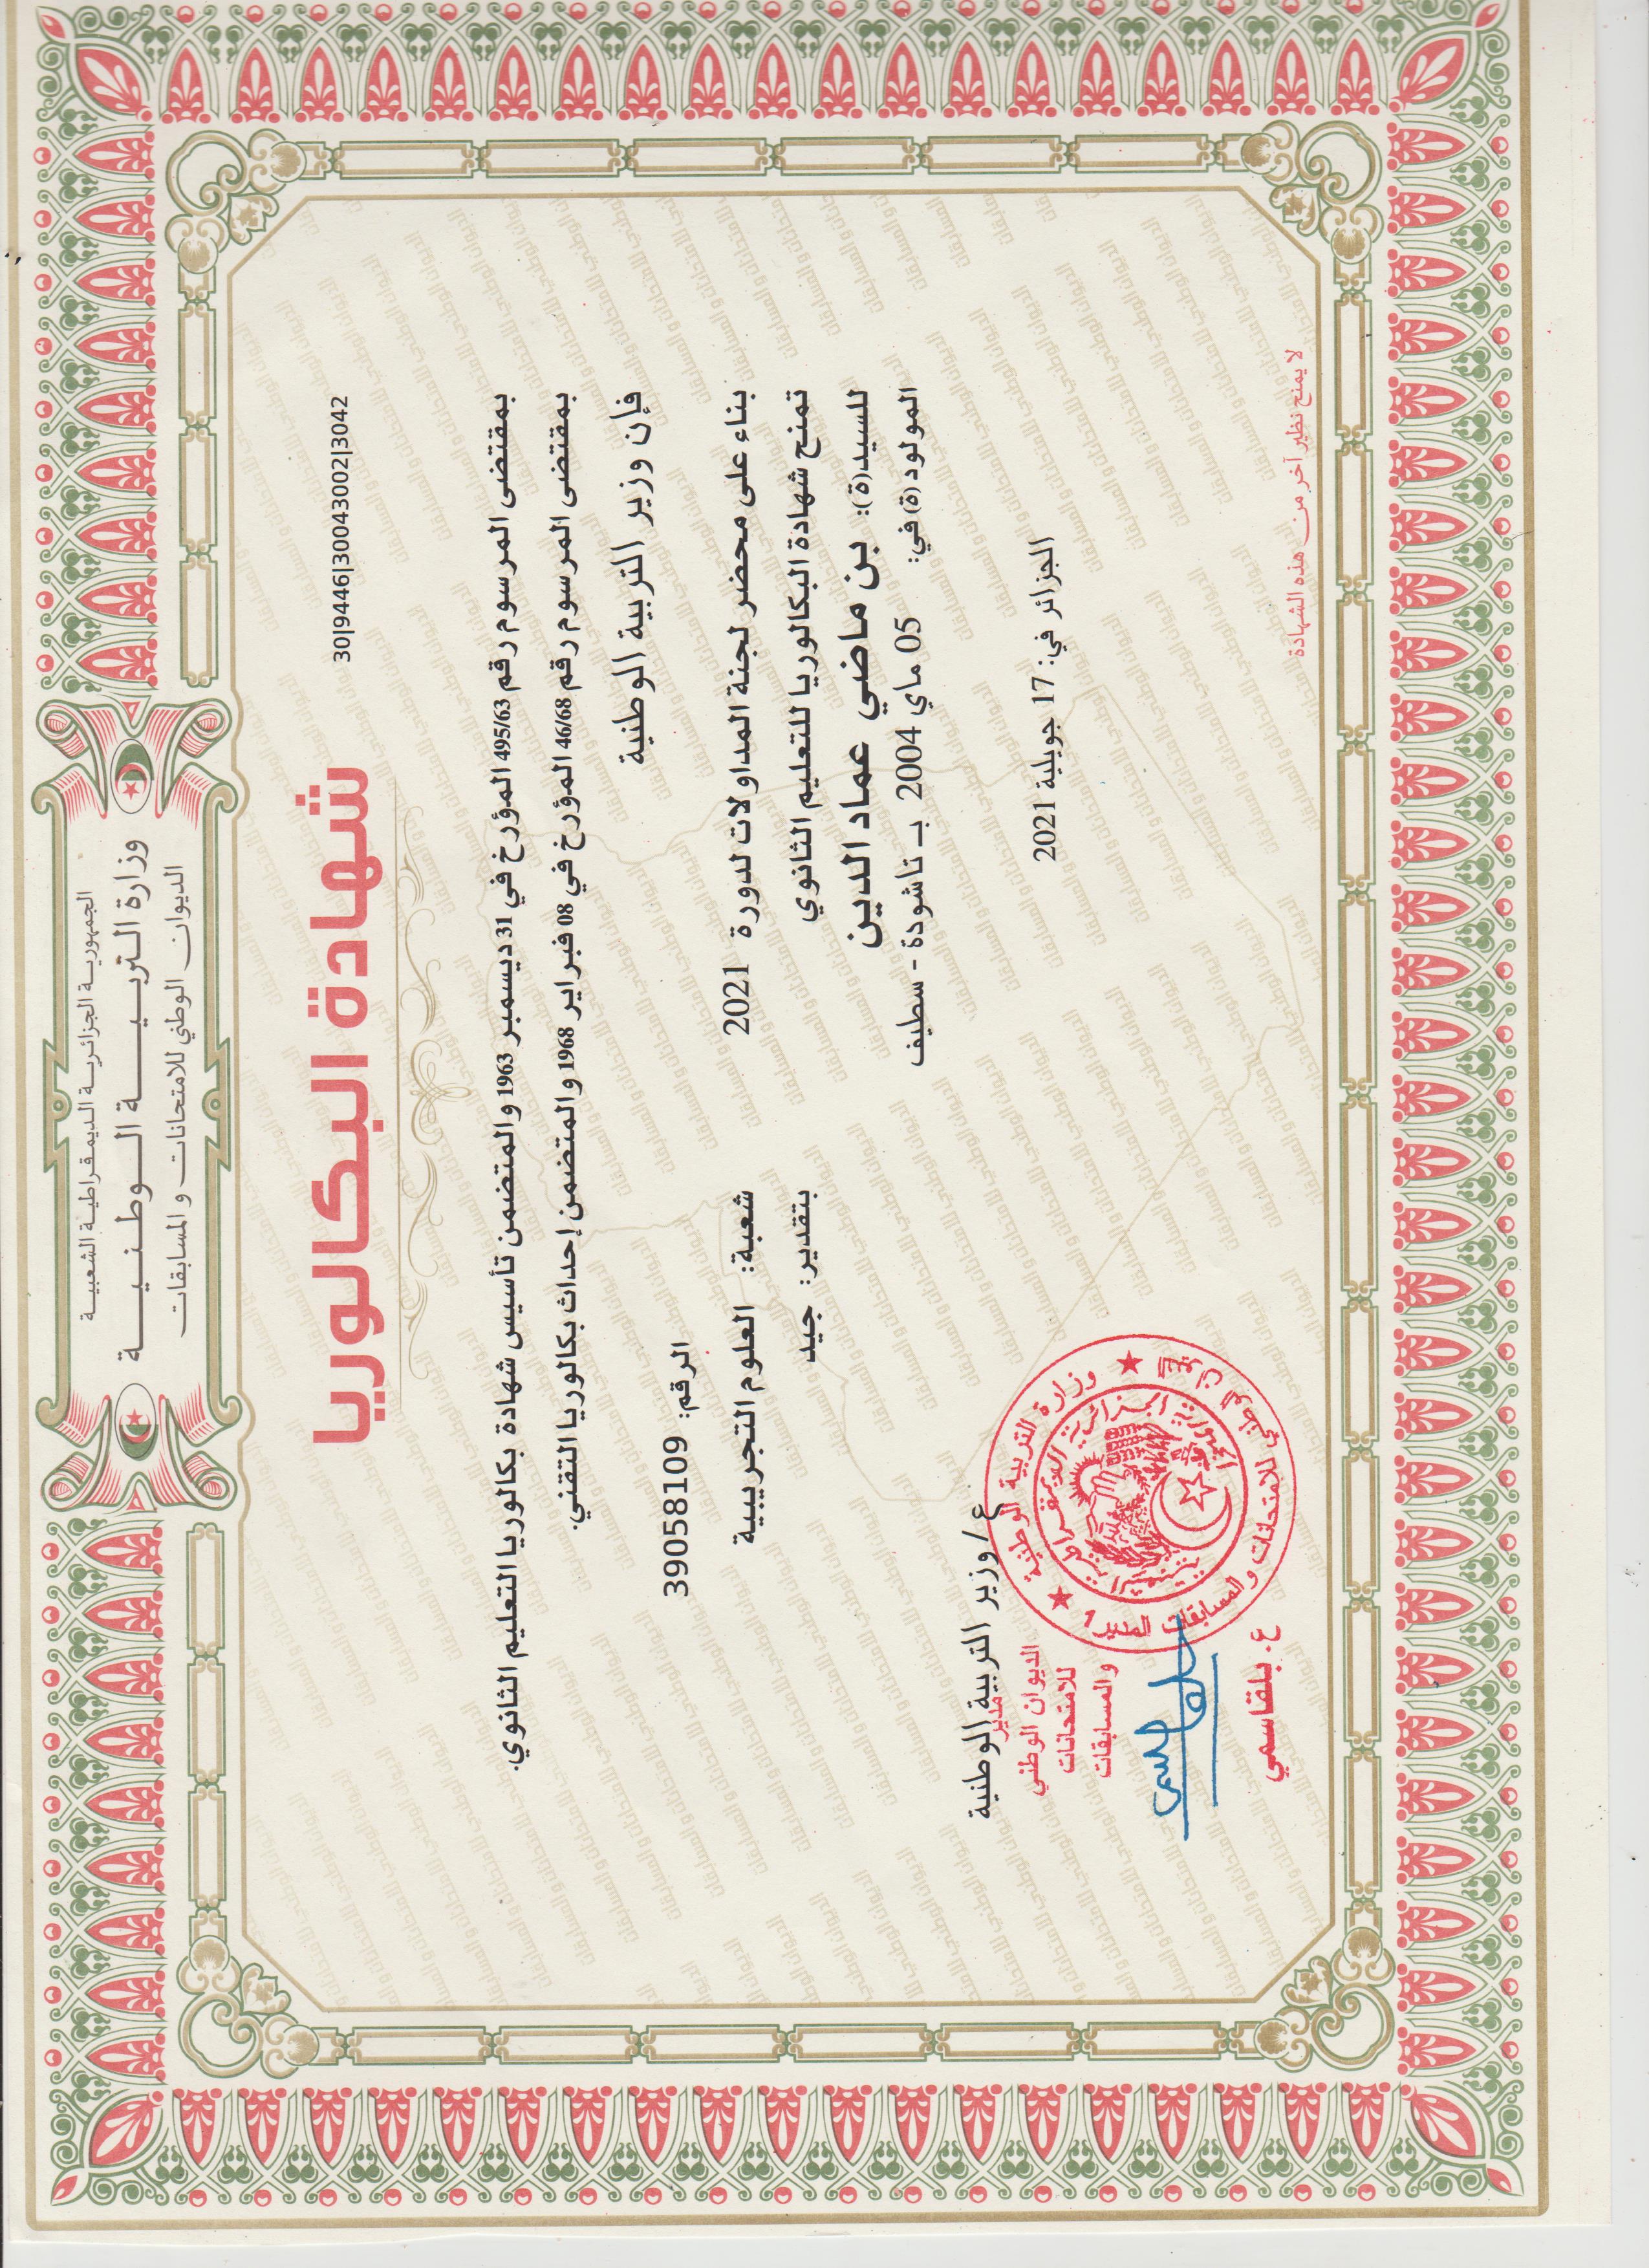 الجمهورية الجزائرية الديمقراطية الشعبية
وزارة التربية الوطنية
الديوان الوطني للامتحانات و المسابقات
شهادة البكالوريا
30|9446|30043002|3042
بمقتضى المرسوم رقم 495/63 المؤرخ في 31 ديسمبر 1963 والمتضمن تأسيس شهادة بكالوريا التعليم الثانوي.
بمقتضى المرسوم رقم 46/68 المؤرخ في 08 فبراير 1968 والمتضمن إحداث بكالوريا التقني.
فإن وزير التربية الوطنية
الرقم: 39058109
بناء على محضر لجنة المداولات لدورة 2021
شعبة: العلوم التجريبية
تمنح شهادة البكالوريا للتعليم الثانوي
بتقدير: جيد
للسيد(ة): بن ماضي عماد الدين
المولود(ة) في: 05 ماي 2004 بـ تاشودة - سطيف
ع / وزير التربية الوطنية
مدير
الديوان الوطني
للامتحانات
والمسابقات
الجزائر في: 17 جويلية 2021
وزارة التربية الوطنية
الديوان الوطني للامتحانات والمسابقات المدير 1
الجمهورية الجزائرية الديمقراطية الشعبية
ع. بلقاسمي
لا يمنح نظير آخر من هذه الشهادة